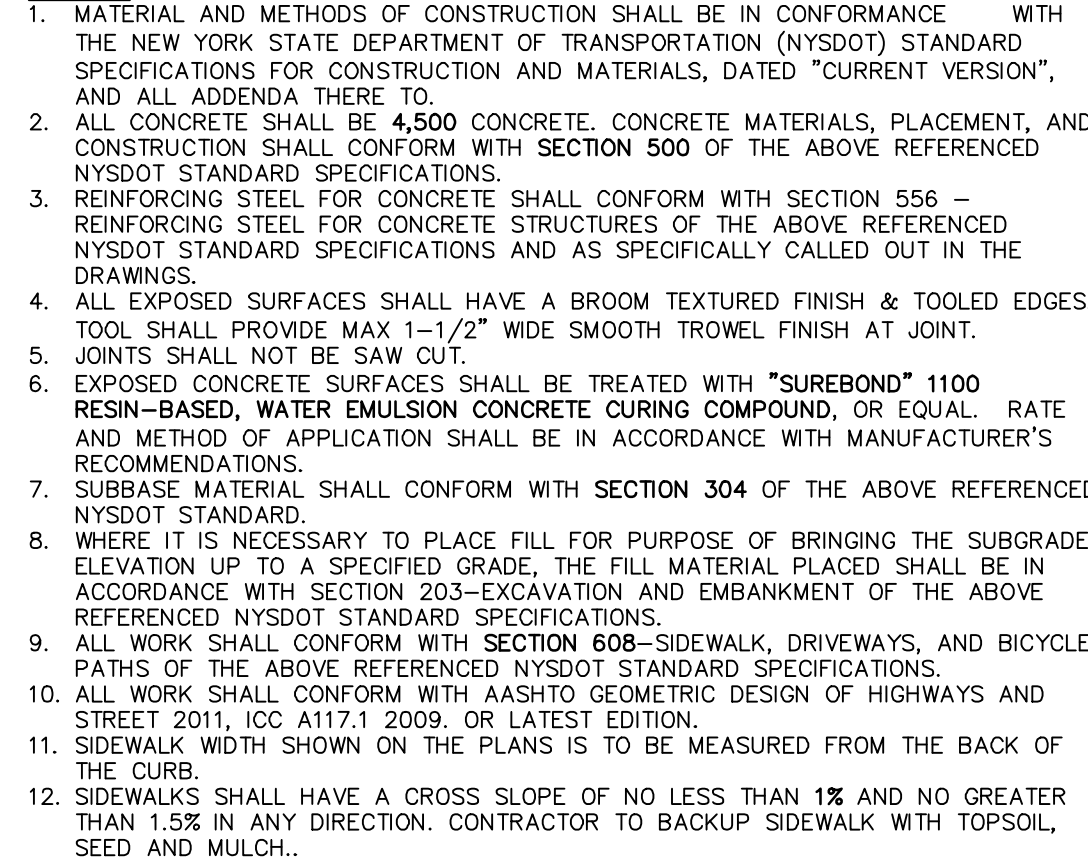 1. MATERIAL AND METHODS OF CONSTRUCTION SHALL BE IN CONFORMANCE WITH
THE NEW YORK STATE DEPARTMENT OF TRANSPORTATION (NYSDOT) STANDARD
SPECIFICATIONS FOR CONSTRUCTION AND MATERIALS, DATED "CURRENT VERSION",
AND ALL ADDENDA THERE TO.
2. ALL CONCRETE SHALL BE 4,500 CONCRETE. CONCRETE MATERIALS, PLACEMENT, AND
CONSTRUCTION SHALL CONFORM WITH SECTION 500 OF THE ABOVE REFERENCED
NYSDOT STANDARD SPECIFICATIONS.
3. REINFORCING STEEL FOR CONCRETE SHALL CONFORM WITH SECTION 556 –
REINFORCING STEEL FOR CONCRETE STRUCTURES OF THE ABOVE REFERENCED
NYSDOT STANDARD SPECIFICATIONS AND AS SPECIFICALLY CALLED OUT IN THE
DRAWINGS.
4. ALL EXPOSED SURFACES SHALL HAVE A BROOM TEXTURED FINISH & TOOLED EDGES
TOOL SHALL PROVIDE MAX 1–1/2" WIDE SMOOTH TROWEL FINISH AT JOINT.
5. JOINTS SHALL NOT BE SAW CUT.
6. EXPOSED CONCRETE SURFACES SHALL BE TREATED WITH "SUREBOND" 1100
RESIN–BASED, WATER EMULSION CONCRETE CURING COMPOUND, OR EQUAL. RATE
AND METHOD OF APPLICATION SHALL BE IN ACCORDANCE WITH MANUFACTURER'S
RECOMMENDATIONS.
7. SUBBASE MATERIAL SHALL CONFORM WITH SECTION 304 OF THE ABOVE REFERENCED
NYSDOT STANDARD.
8. WHERE IT IS NECESSARY TO PLACE FILL FOR PURPOSE OF BRINGING THE SUBGRADE
ELEVATION UP TO A SPECIFIED GRADE, THE FILL MATERIAL PLACED SHALL BE IN
ACCORDANCE WITH SECTION 203–EXCAVATION AND EMBANKMENT OF THE ABOVE
REFERENCED NYSDOT STANDARD SPECIFICATIONS.
9. ALL WORK SHALL CONFORM WITH SECTION 608–SIDEWALK, DRIVEWAYS, AND BICYCLE
PATHS OF THE ABOVE REFERENCED NYSDOT STANDARD SPECIFICATIONS.
10. ALL WORK SHALL CONFORM WITH AASHTO GEOMETRIC DESIGN OF HIGHWAYS AND
STREET 2011, ICC A117.1 2009. OR LATEST EDITION.
11. SIDEWALK WIDTH SHOWN ON THE PLANS IS TO BE MEASURED FROM THE BACK OF
THE CURB.
12. SIDEWALKS SHALL HAVE A CROSS SLOPE OF NO LESS THAN 1% AND NO GREATER
THAN 1.5% IN ANY DIRECTION. CONTRACTOR TO BACKUP SIDEWALK WITH TOPSOIL,
SEED AND MULCH..